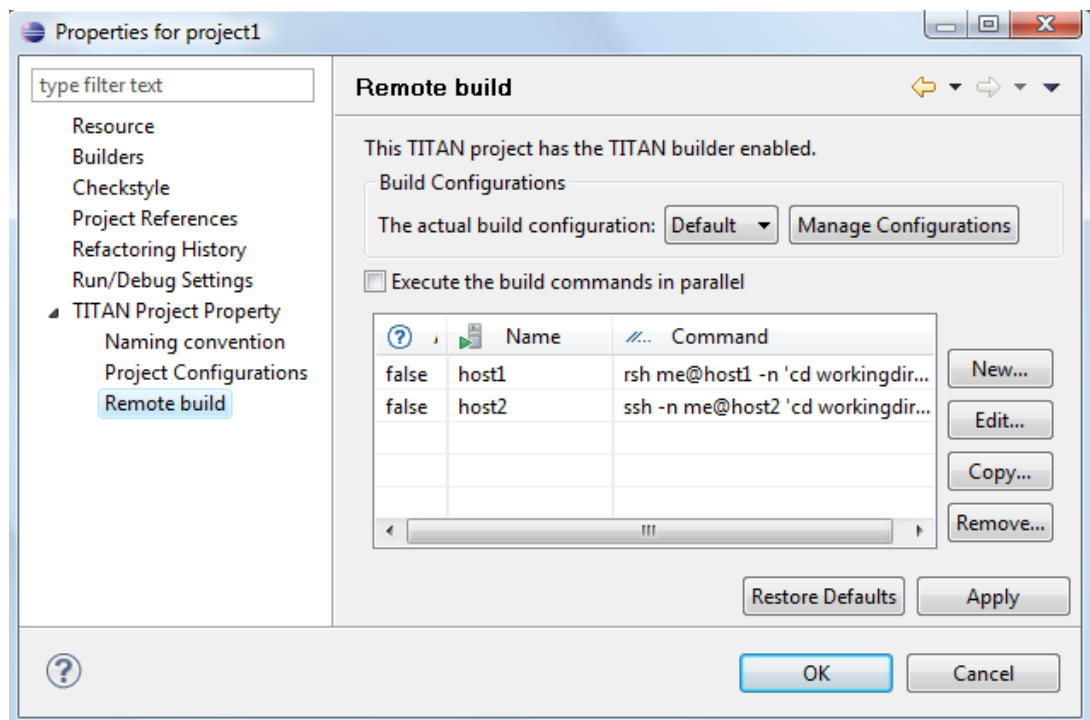 Properties for project1
type filter text
Resource
Builders
Checkstyle
Project References
Refactoring History
Run/Debug Settings
TITAN Project Property
Naming convention
Project Configurations
Remote build
Remote build
This TITAN project has the TITAN builder enabled.
Build Configurations
The actual build configuration: Default Manage Configurations
Execute the build commands in parallel
Name Command
false host1 rsh me@host1 -n 'cd workingdir...
false host2 ssh -n me@host2 'cd workingdir...
New...
Edit...
Copy...
Remove...
Restore Defaults Apply
OK Cancel